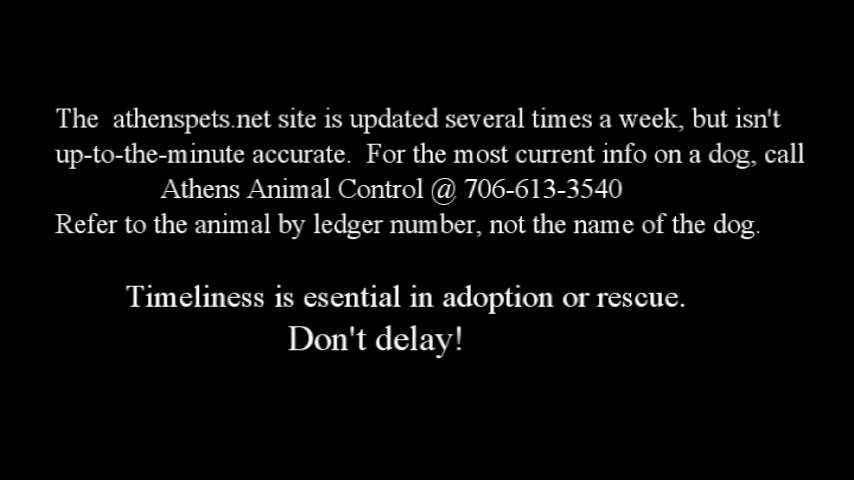 The  athenspets.net site is updated several times a week, but isn't
up-to-the-minute accurate.  For the most current info on a dog, call
Athens Animal Control @ 706-613-3540
Refer to the animal by ledger number, not the name of the dog.
Timeliness is esential in adoption or rescue.
Don't delay!